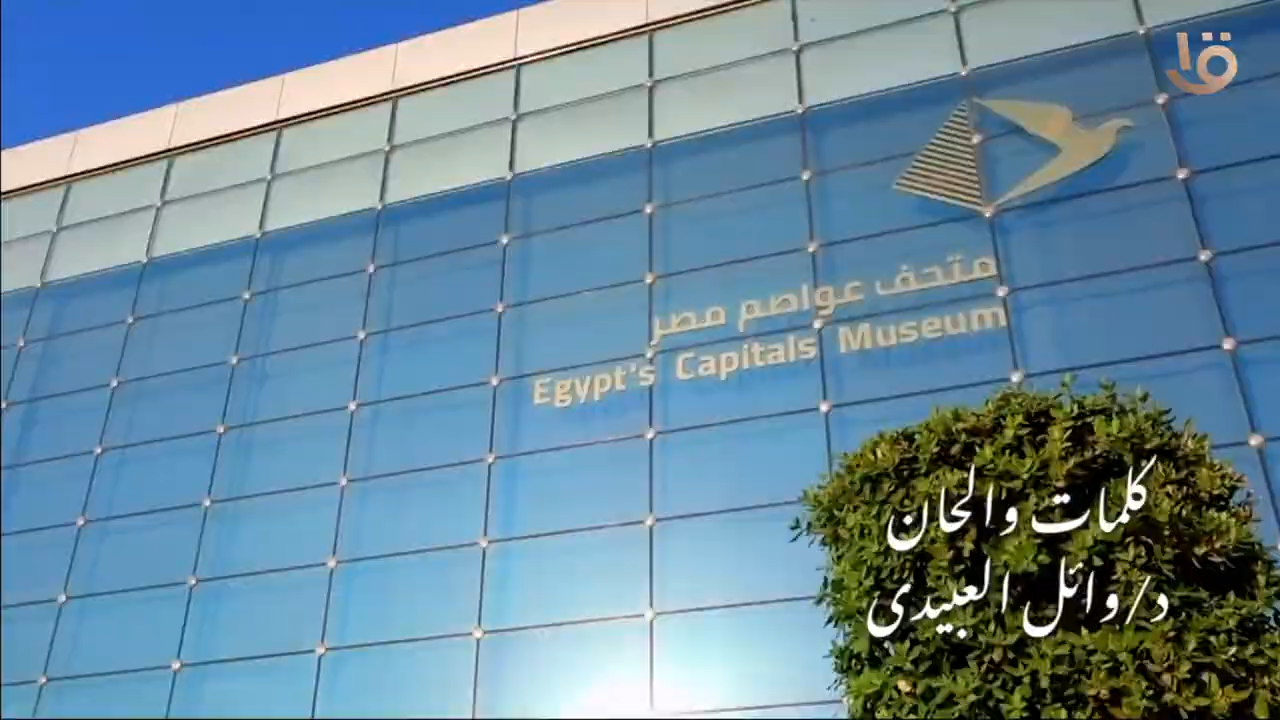 متحف عواصم مصر
Egypt's Capitals Museum
كلمات والحان
د/وائل العبيدى